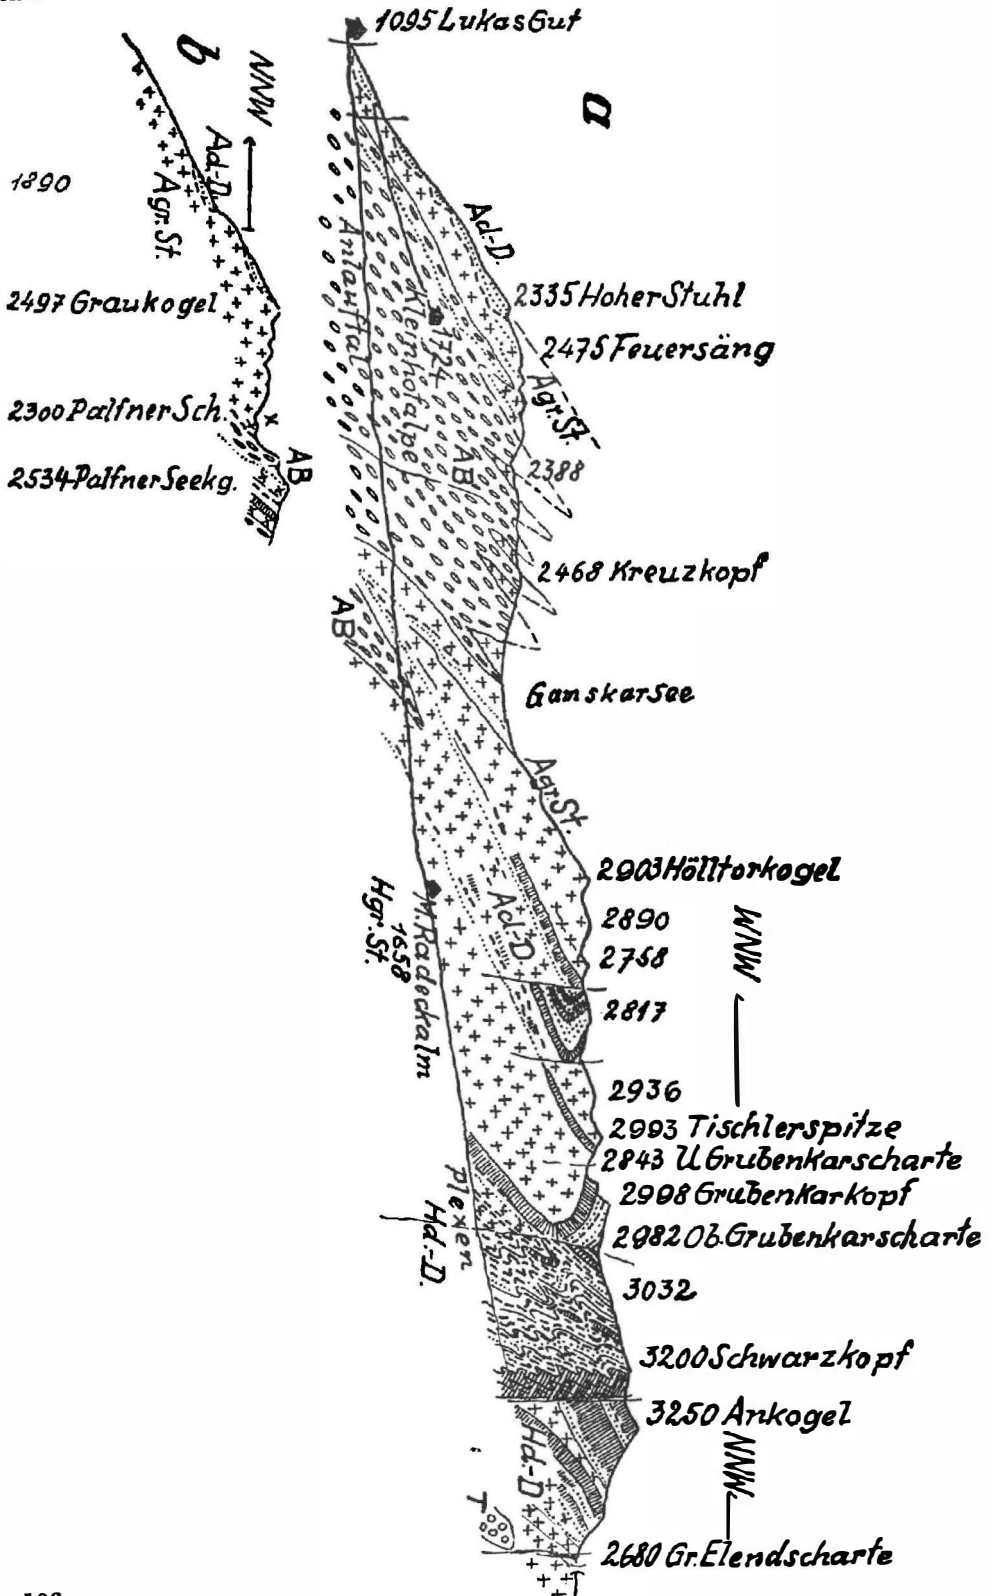 1095 Lukas Gut
b
NNW
a
Ad-D.
1890
Agr. St.
Ad-D.
2335 Hoher Stuhl
2497 Graukogel
Anlauftal
Kleinhofalpe
1724
2475 Feuersäng
Agr. St.
2300 Palfner Sch.
AB
AB
2388
2534 Palfner Seekg.
2468 Kreuzkopf
AB
Gamskarsee
Agr. St.
2903 Hölltorkogel
2890
WNW
Ad-D
2758
M. Radeckalm
1658
Hgr. St.
2817
2936
2993 Tischlerspitze
2843 U Grubenkarscharte
2998 Grubenkarkopf
plexen
Hd.-D.
2982 Ob. Grubenkarscharte
3032
3200 Schwarzkopf
3250 Ankogel
NNW
Hd.-D
T
2680 Gr. Elendscharte